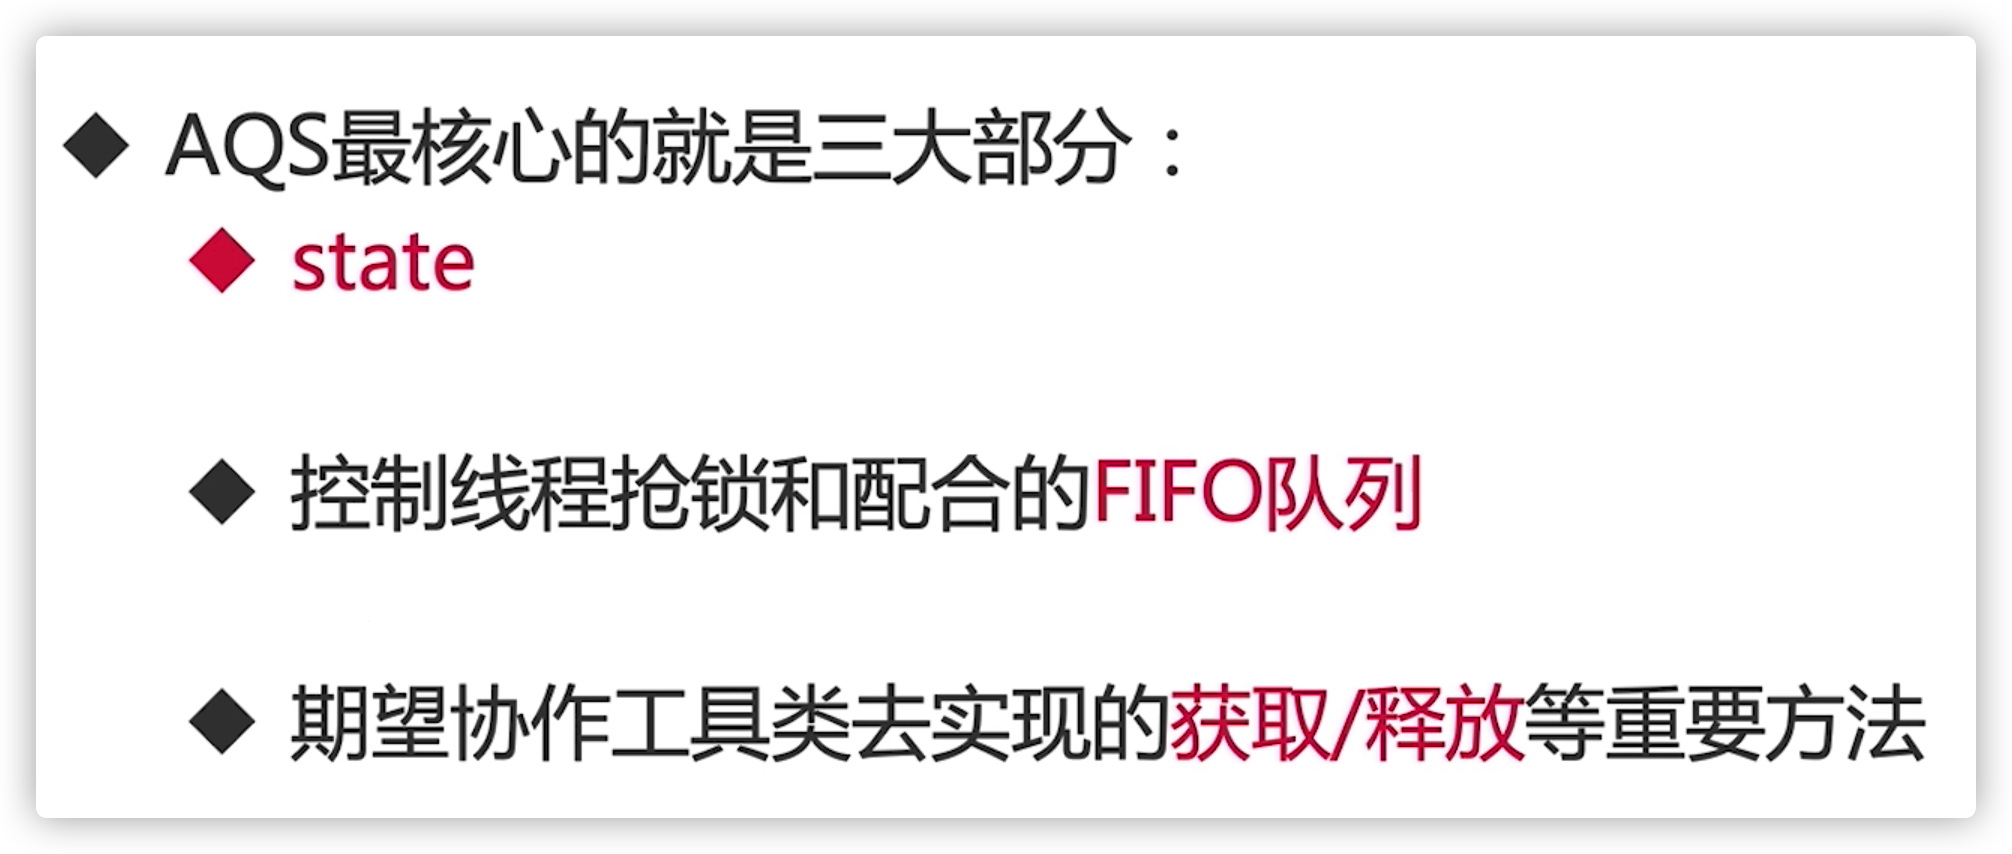 AQS最核心的就是三大部分：
state
控制线程抢锁和配合的FIFO队列
期望协作工具类去实现的获取/释放等重要方法